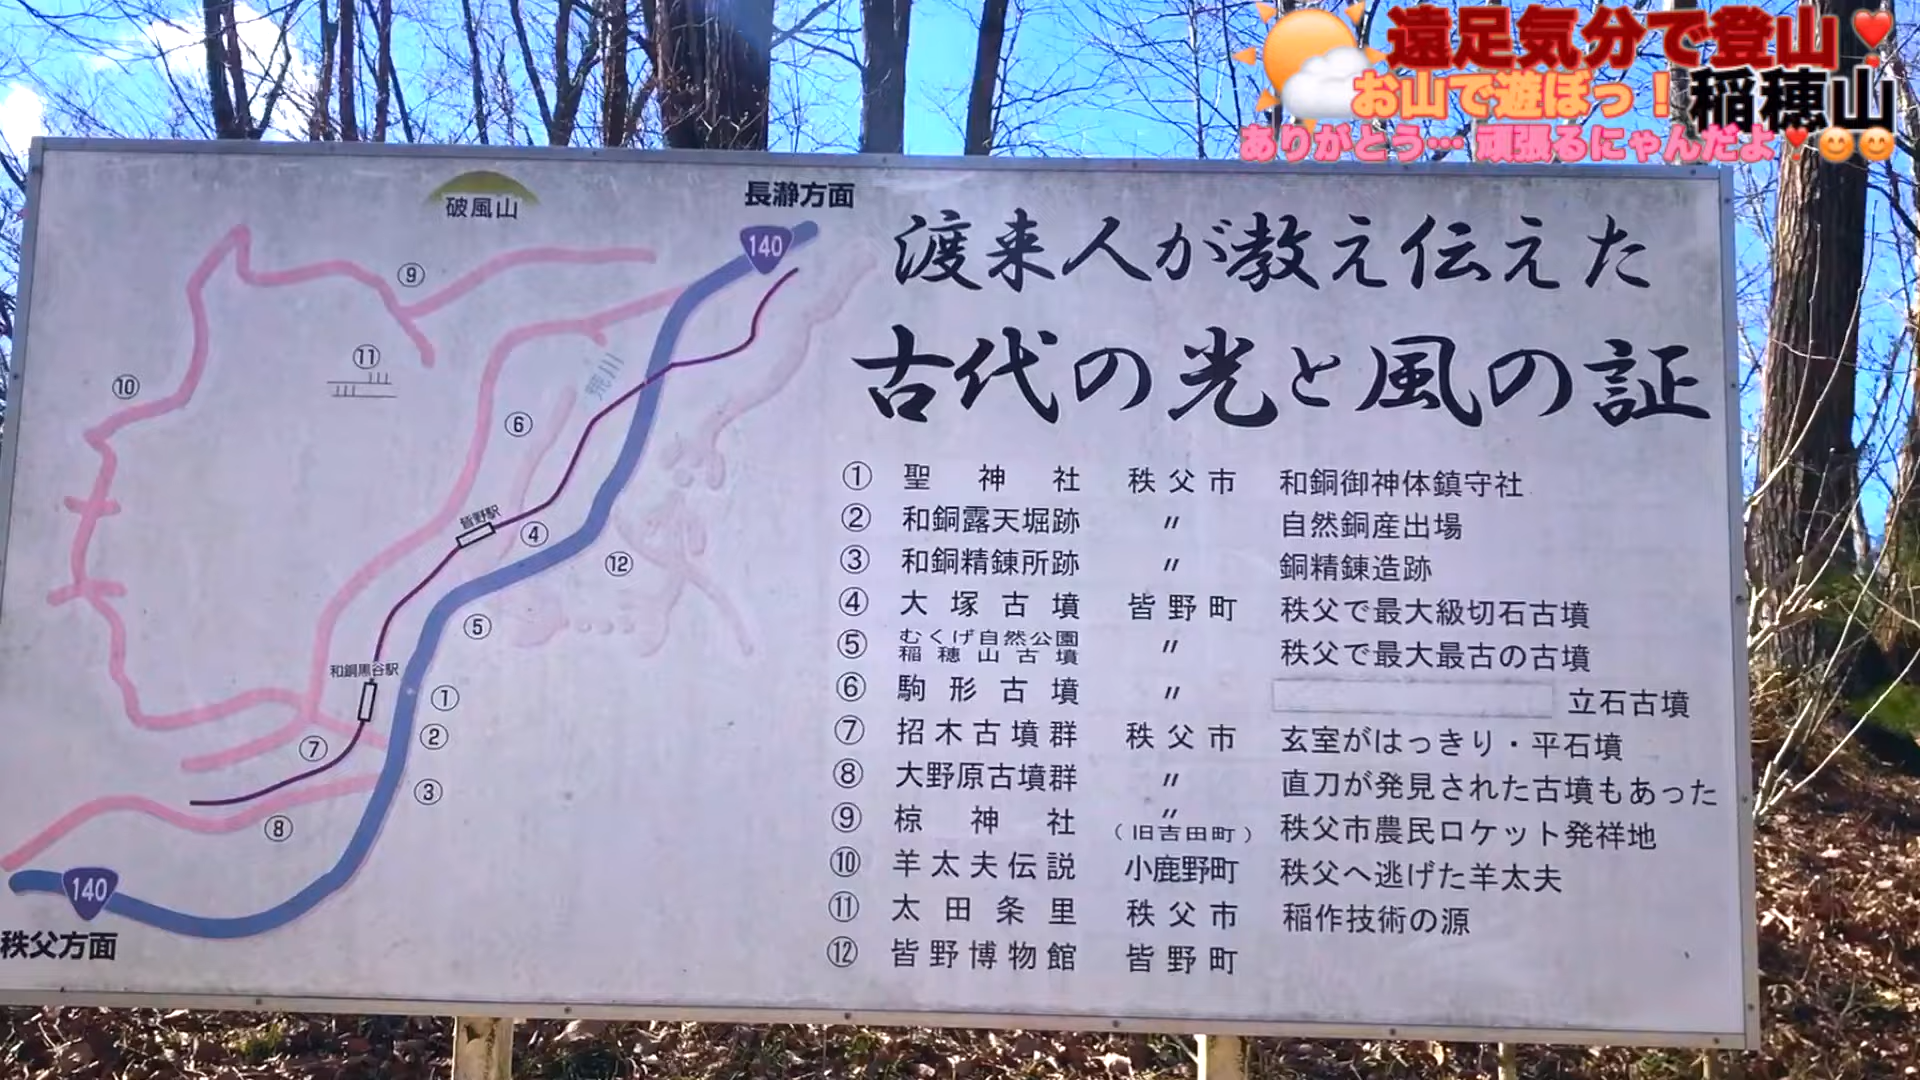 遠足気分で登山
お山で遊ぼっ！稲穂山
ありがとう… 頑張るにゃんだよ
破風山
長瀞方面
140
荒川
皆野駅
和銅黒谷駅
⑨
⑪
⑩
⑥
④
⑫
⑤
①
②
⑦
③
⑧
140
秩父方面
渡来人が教え伝えた
古代の光と風の証
① 聖神社 秩父市 和銅御神体鎮守社
② 和銅露天堀跡 〃 自然銅産出場
③ 和銅精錬所跡 〃 銅精錬造跡
④ 大塚古墳 皆野町 秩父で最大級切石古墳
⑤ むくげ自然公園 稲穂山古墳 〃 秩父で最大最古の古墳
⑥ 駒形古墳 〃 立石古墳
⑦ 招木古墳群 秩父市 玄室がはっきり・平石墳
⑧ 大野原古墳群 〃 直刀が発見された古墳もあった
⑨ 椋神社 〃（旧吉田町） 秩父市農民ロケット発祥地
⑩ 羊太夫伝説 小鹿野町 秩父へ逃げた羊太夫
⑪ 太田条里 秩父市 稲作技術の源
⑫ 皆野博物館 皆野町